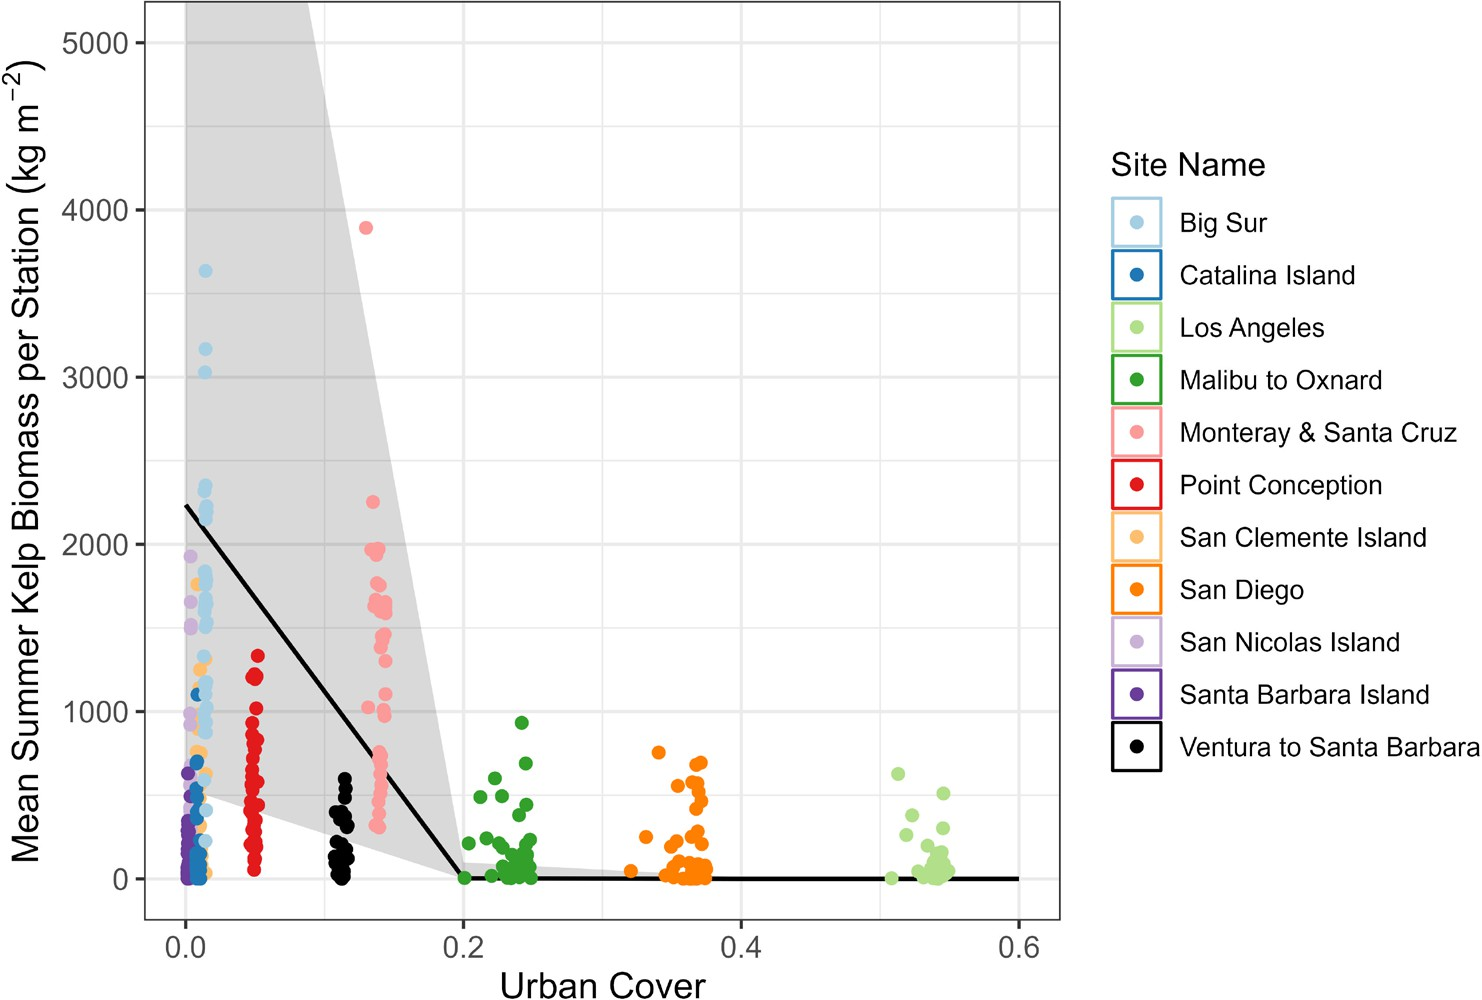 Mean Summer Kelp Biomass per Station (kg m⁻²)
5000
4000
3000
2000
1000
0
0.0 0.2 0.4 0.6
Urban Cover
Site Name
Big Sur
Catalina Island
Los Angeles
Malibu to Oxnard
Monteray & Santa Cruz
Point Conception
San Clemente Island
San Diego
San Nicolas Island
Santa Barbara Island
Ventura to Santa Barbara